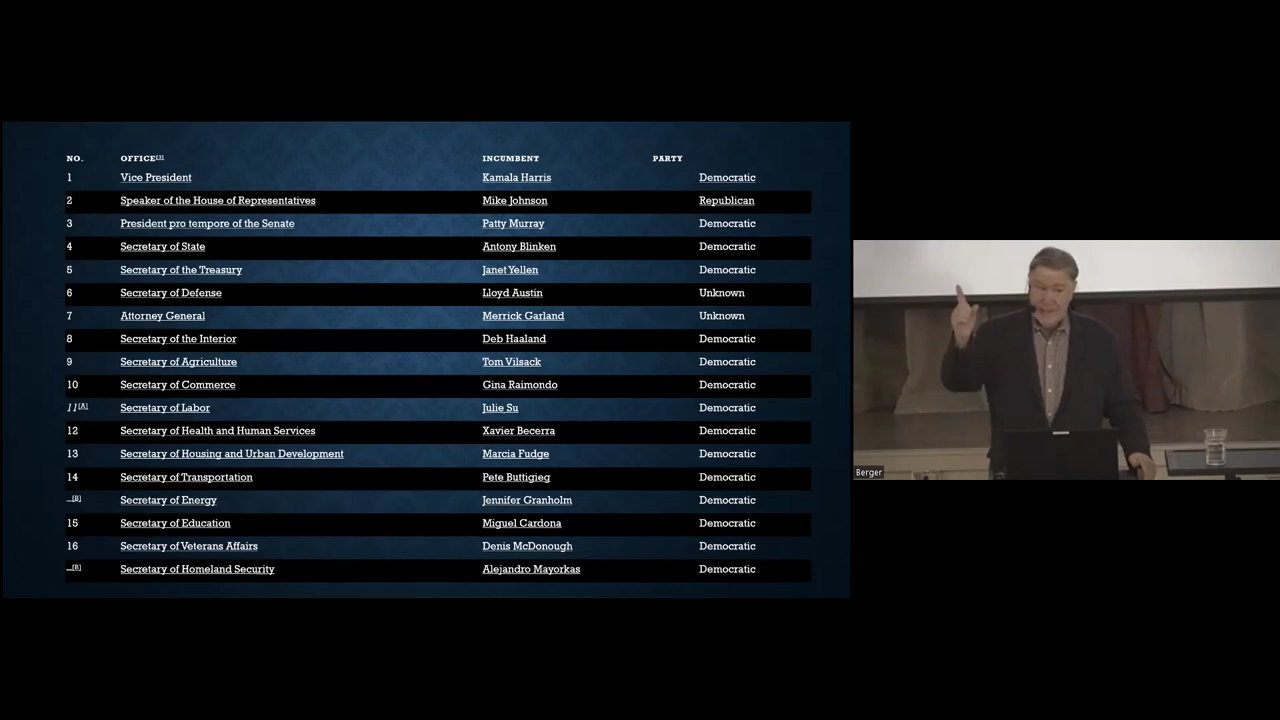 NO. OFFICE[3] INCUMBENT PARTY
1 Vice President Kamala Harris Democratic
2 Speaker of the House of Representatives Mike Johnson Republican
3 President pro tempore of the Senate Patty Murray Democratic
4 Secretary of State Antony Blinken Democratic
5 Secretary of the Treasury Janet Yellen Democratic
6 Secretary of Defense Lloyd Austin Unknown
7 Attorney General Merrick Garland Unknown
8 Secretary of the Interior Deb Haaland Democratic
9 Secretary of Agriculture Tom Vilsack Democratic
10 Secretary of Commerce Gina Raimondo Democratic
11[A] Secretary of Labor Julie Su Democratic
12 Secretary of Health and Human Services Xavier Becerra Democratic
13 Secretary of Housing and Urban Development Marcia Fudge Democratic
14 Secretary of Transportation Pete Buttigieg Democratic
–[B] Secretary of Energy Jennifer Granholm Democratic
15 Secretary of Education Miguel Cardona Democratic
16 Secretary of Veterans Affairs Denis McDonough Democratic
–[B] Secretary of Homeland Security Alejandro Mayorkas Democratic
Berger